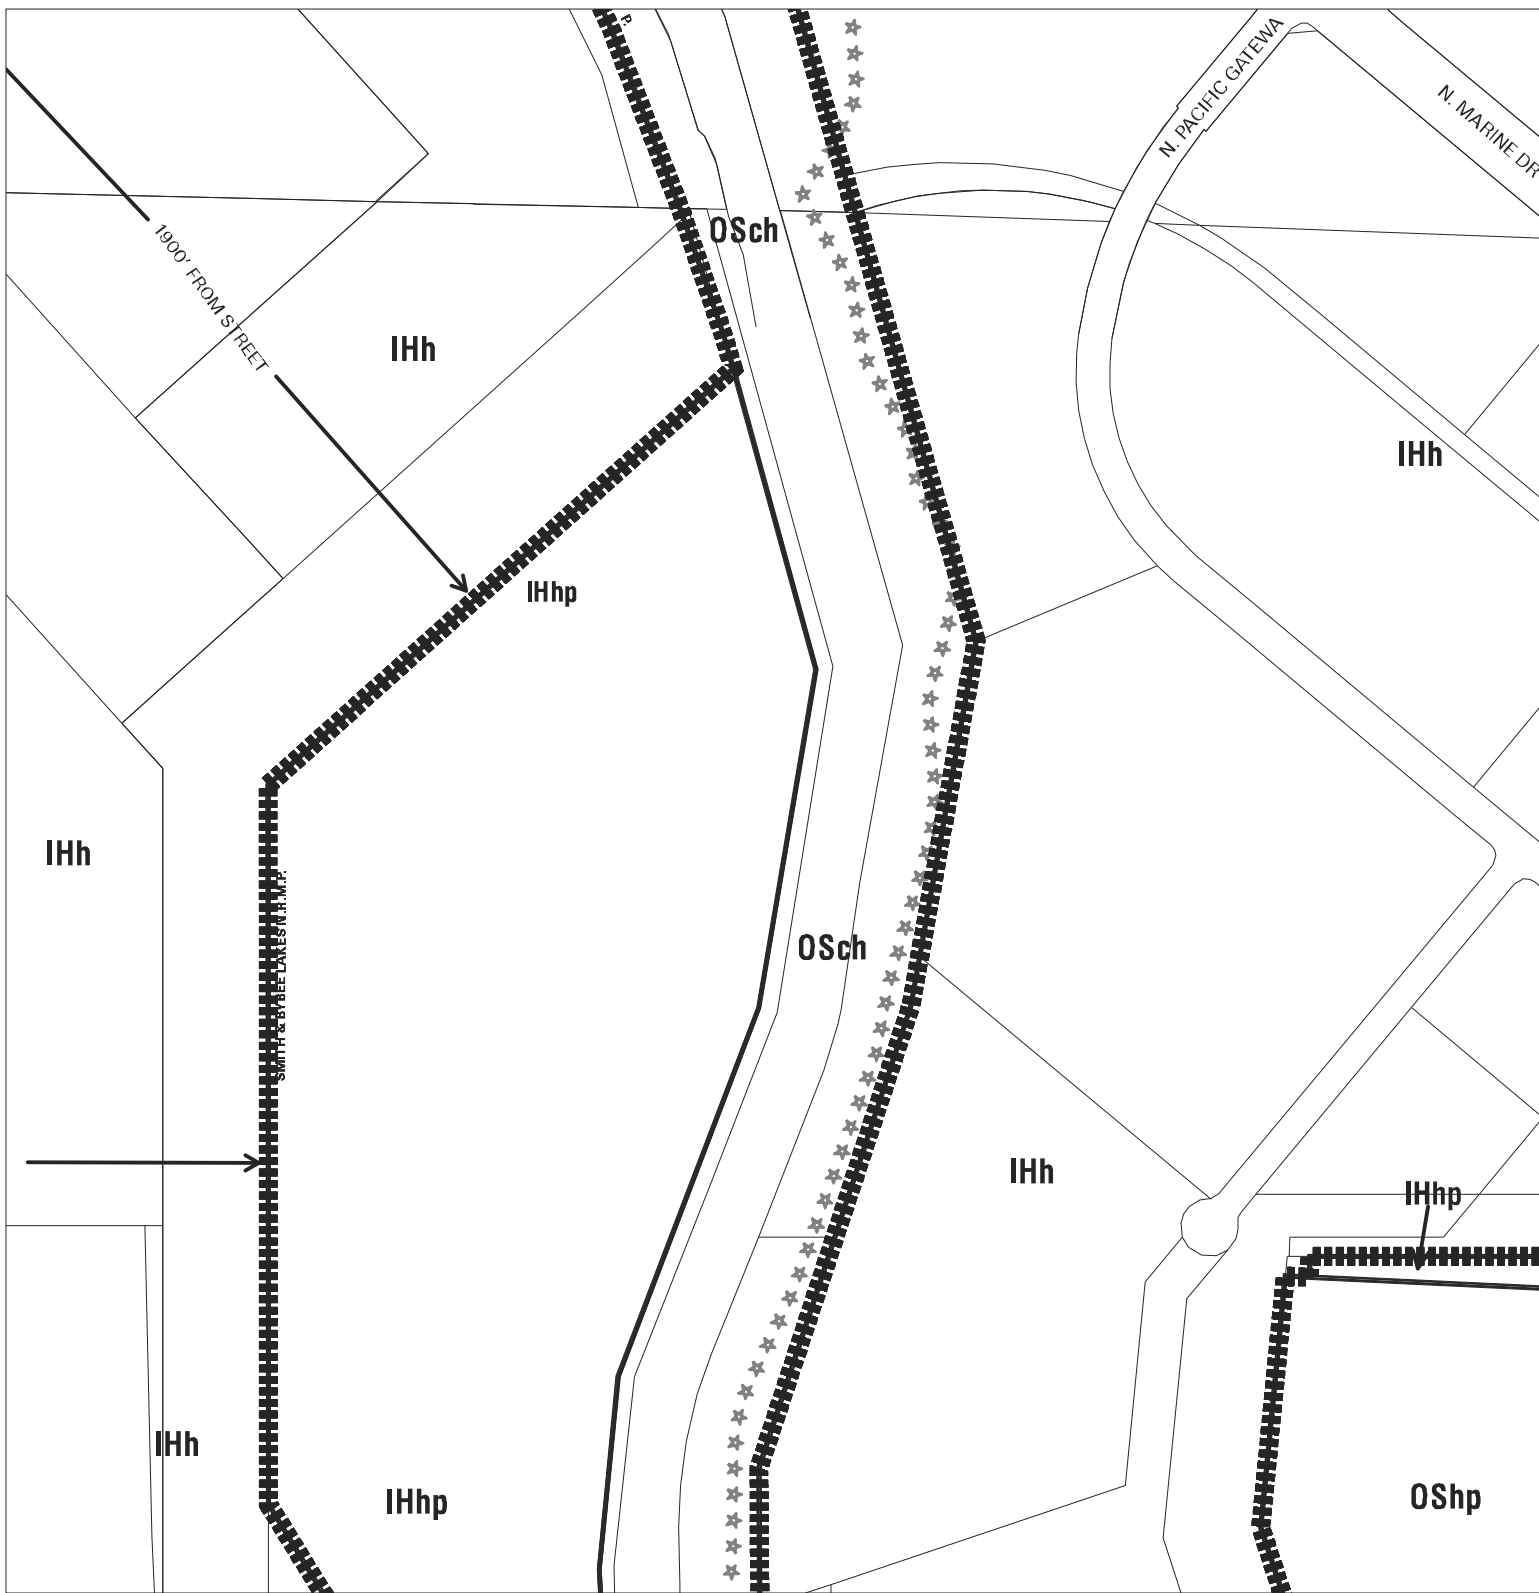 P.
N. PACIFIC GATEWA
N. MARINE DR
OSch
1900' FROM STREET
IHh
IHh
IHhp
IHh
SMITH & BYBEE LAKES N.R.M.P.
OSch
IHh
IHhp
IHh
IHhp
OShp